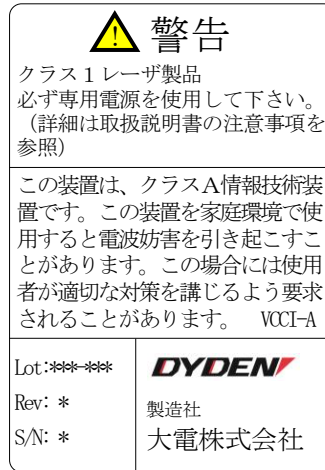 警告
クラス１レーザ製品
必ず専用電源を使用して下さい。
（詳細は取扱説明書の注意事項を
参照）
この装置は、クラスＡ情報技術装
置です。この装置を家庭環境で使
用すると電波妨害を引き起こすこ
とがあります。この場合には使用
者が適切な対策を講じるよう要求
されることがあります。 VCCI-A
Lot:***-***
Rev: *
S/N: *
DYDEN
製造社
大電株式会社